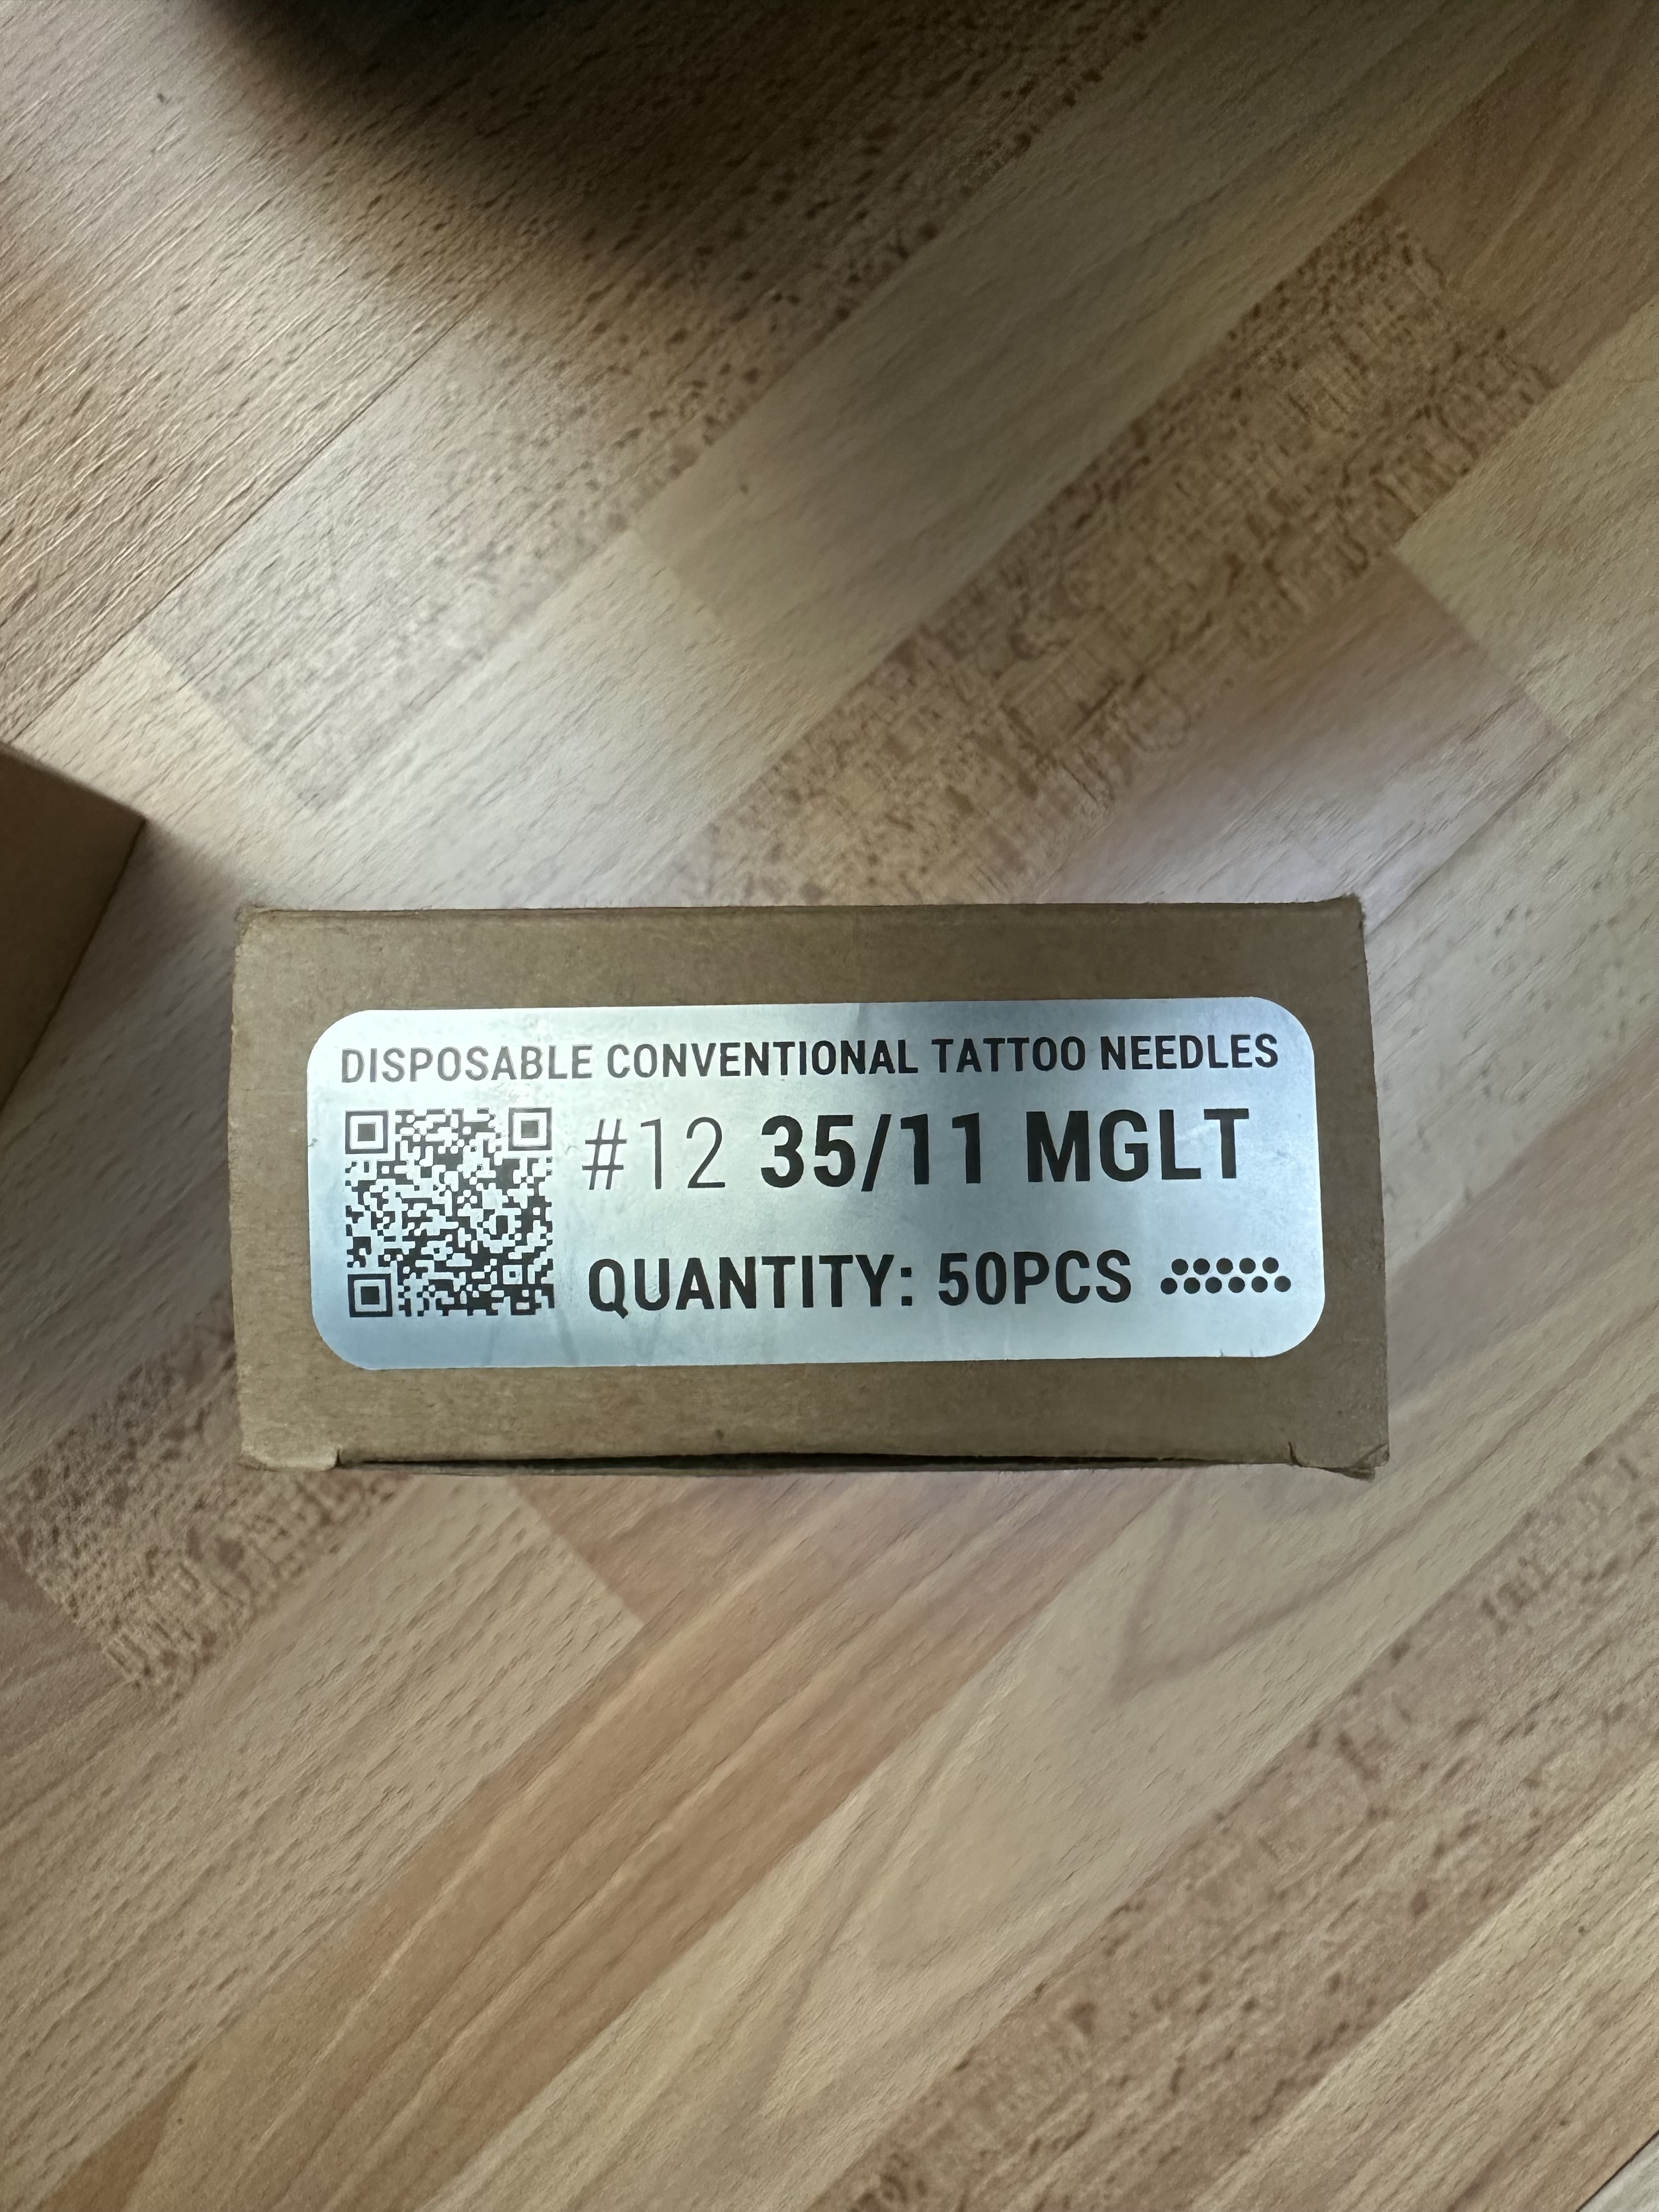 DISPOSABLE CONVENTIONAL TATTOO NEEDLES
#12 35/11 MGLT
QUANTITY: 50PCS